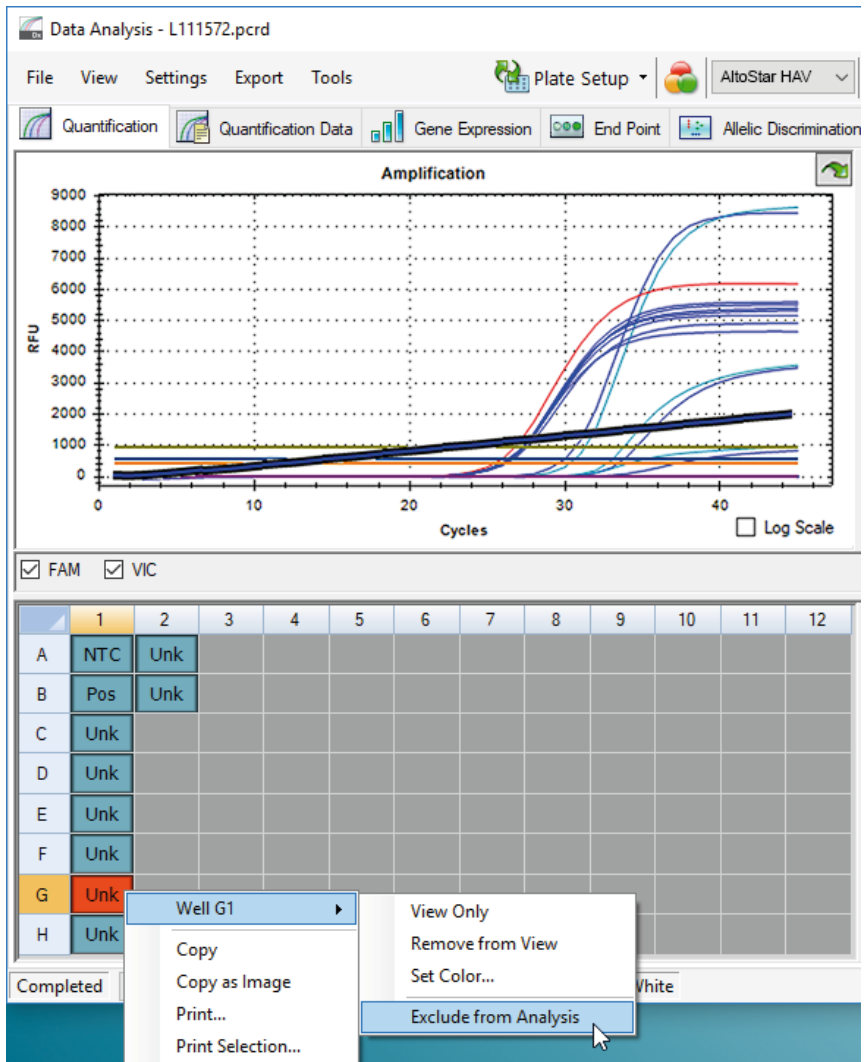 Data Analysis - L111572.pcrd
File View Settings Export Tools Plate Setup AltoStar HAV
Quantification Quantification Data Gene Expression End Point Allelic Discrimination
Amplification
9000
8000
7000
6000
5000
4000
3000
2000
1000
0
RFU
0 10 20 30 40
Cycles
Log Scale
FAM VIC
1 2 3 4 5 6 7 8 9 10 11 12
A NTC Unk
B Pos Unk
C Unk
D Unk
E Unk
F Unk
G Unk
H Unk
Well G1
Copy
Copy as Image
Print...
Print Selection...
View Only
Remove from View
Set Color...
Exclude from Analysis
Completed